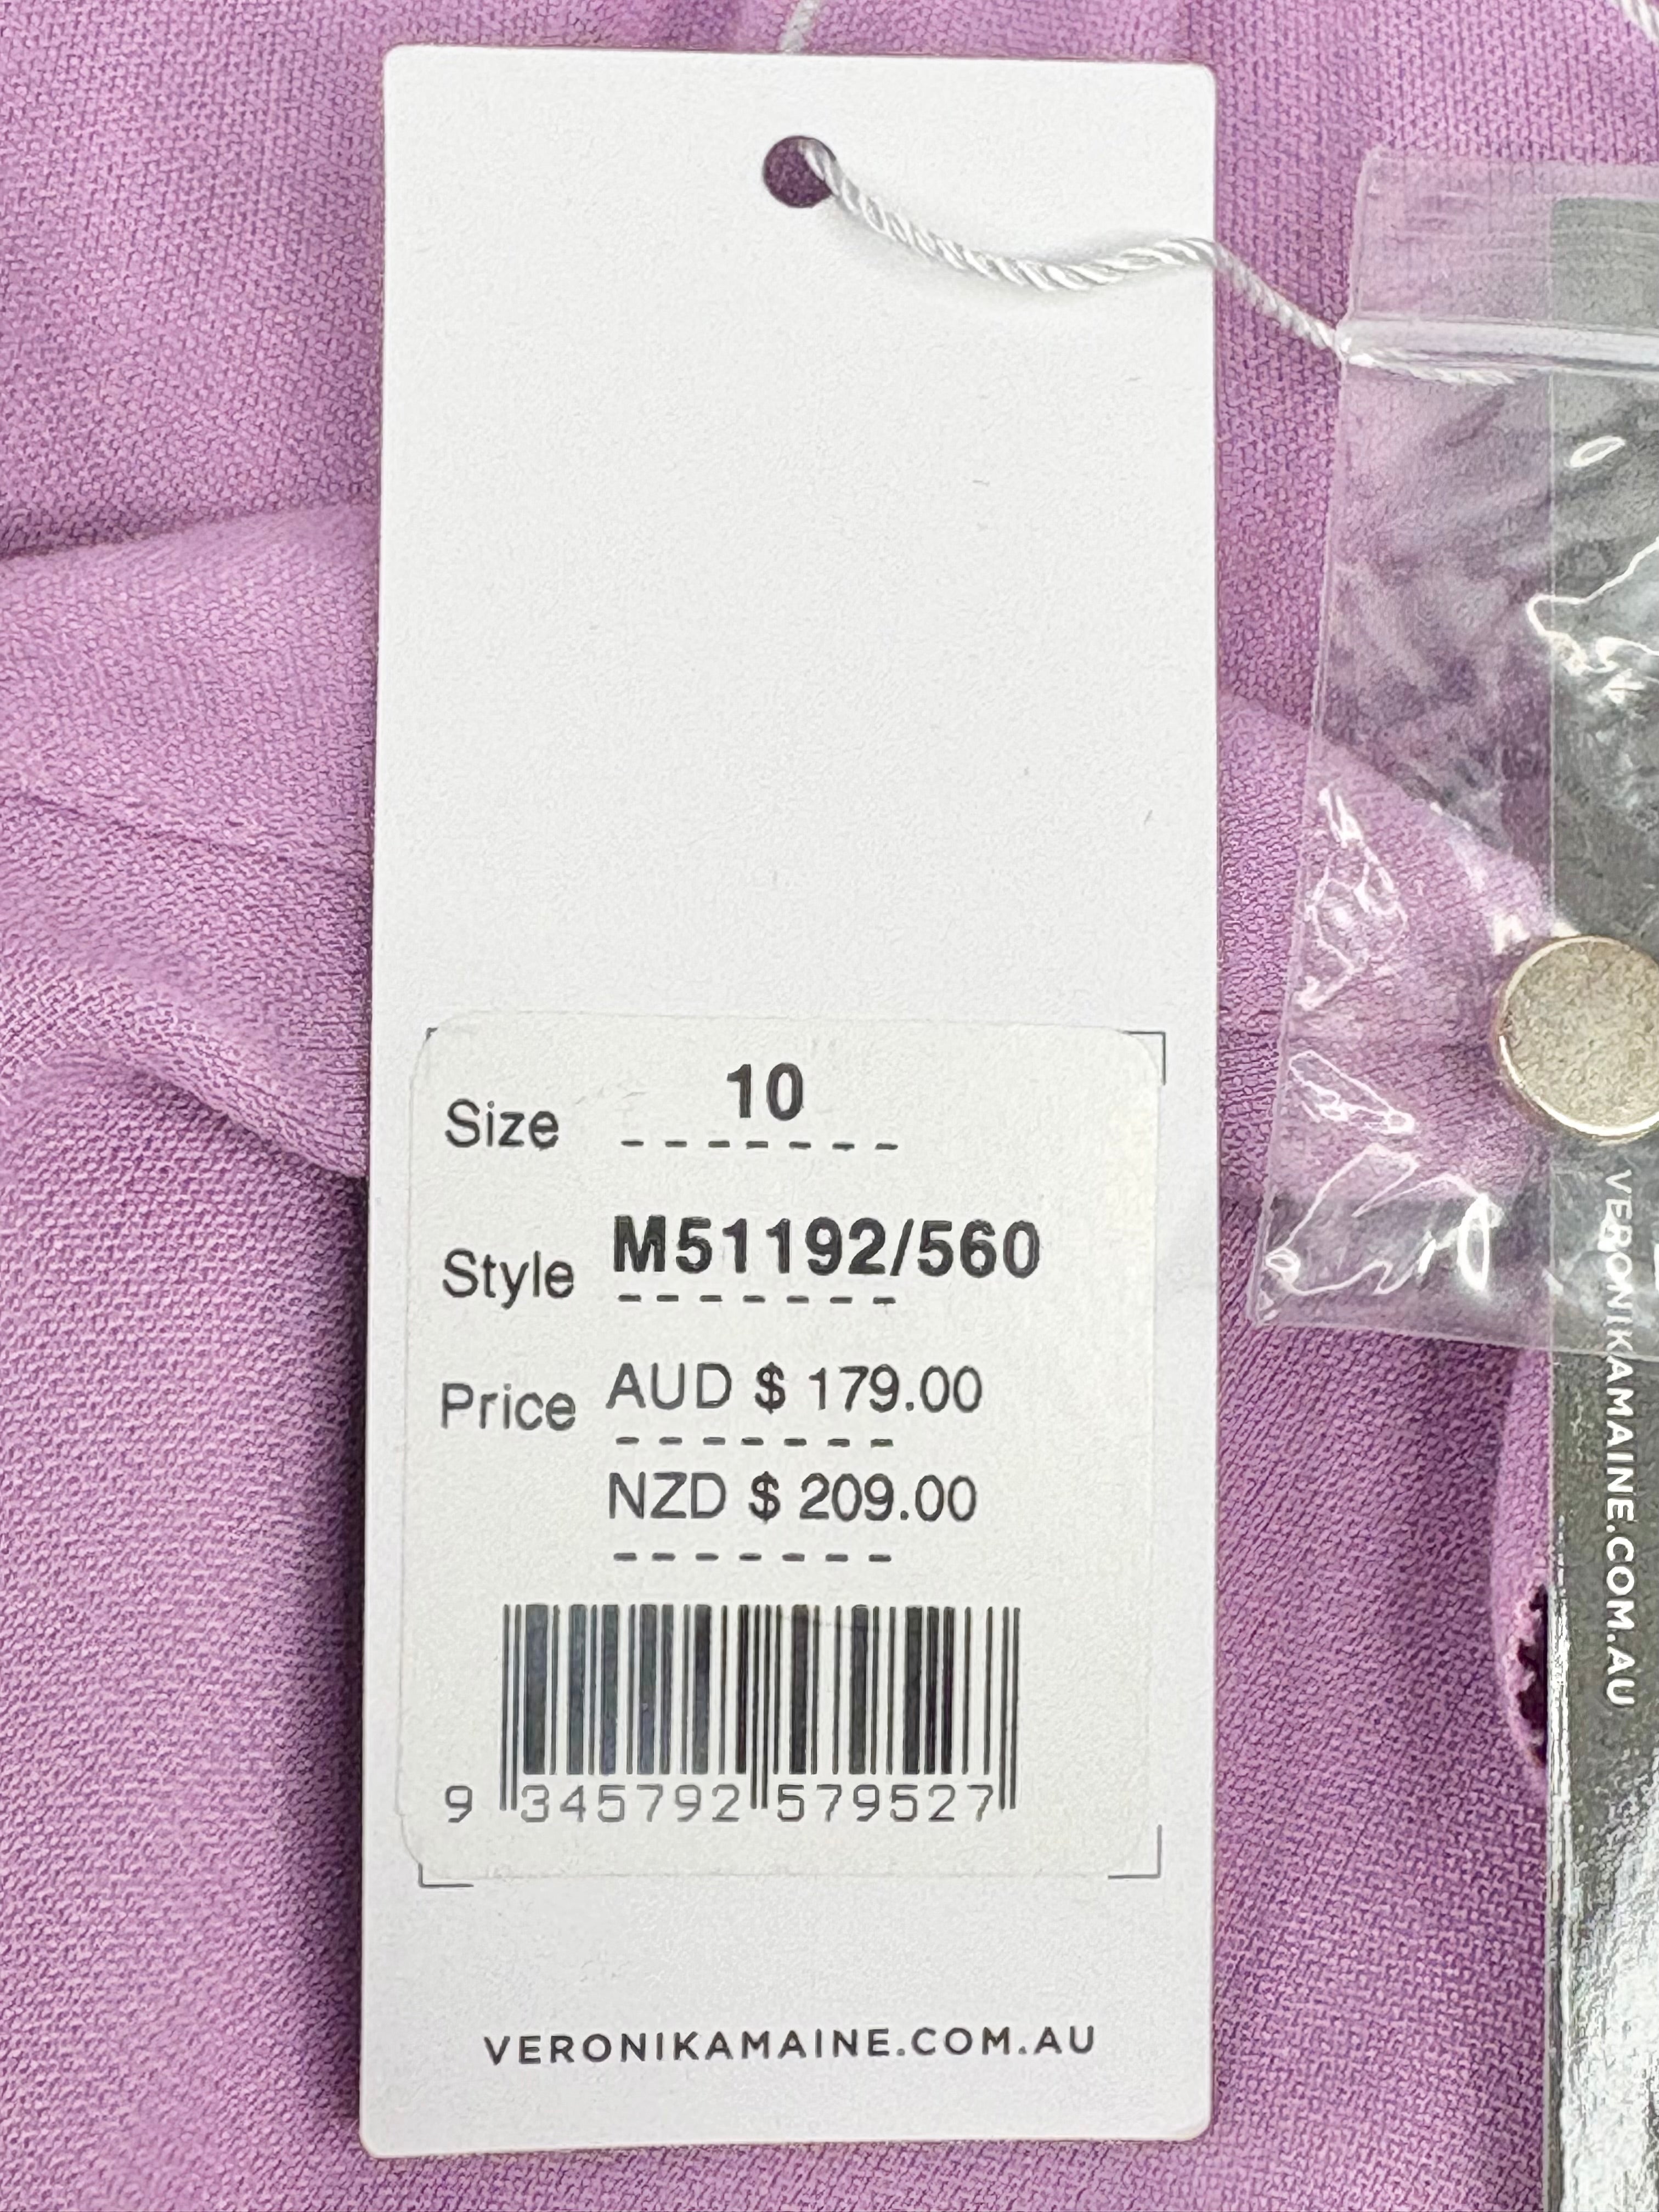 Size 10
Style M51192/560
Price AUD $ 179.00
NZD $ 209.00
9 345792 579527
VERONIKAMAINE.COM.AU
VERONIKAMAINE.COM.AU